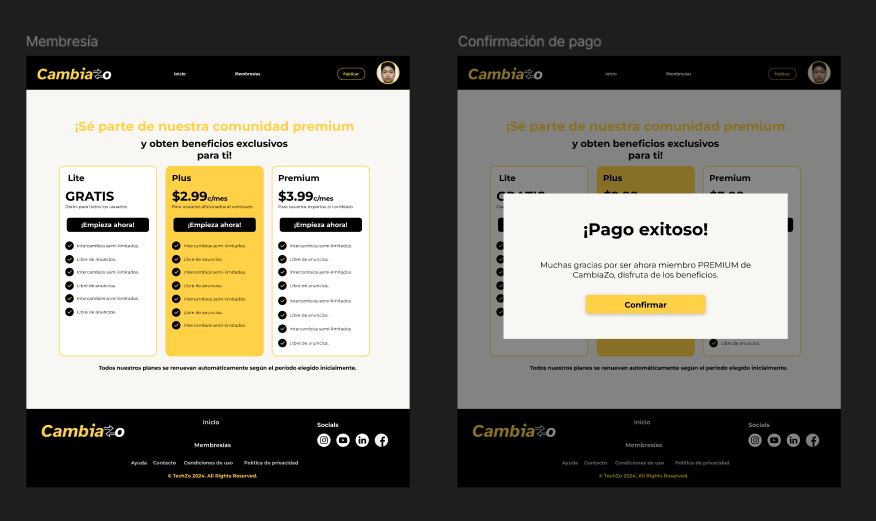 Membresía
CambiaZo
Inicio
Membresías
Publicar
¡Sé parte de nuestra comunidad premium
y obten beneficios exclusivos
para ti!
Lite
GRATIS
Gratis para todos los usuarios
¡Empieza ahora!
Intercambios semi-limitados.
Libre de anuncios.
Intercambios semi-limitados.
Libre de anuncios.
Intercambios semi-limitados.
Libre de anuncios.
Plus
$2.99c/mes
Para usuarios aficionados al cambiazo
¡Empieza ahora!
Intercambios semi-limitados.
Libre de anuncios.
Intercambios semi-limitados.
Libre de anuncios.
Intercambios semi-limitados.
Libre de anuncios.
Intercambios semi-limitados.
Premium
$3.99c/mes
Para usuarios expertos al cambiazo
¡Empieza ahora!
Intercambios semi-limitados.
Libre de anuncios.
Intercambios semi-limitados.
Libre de anuncios.
Intercambios semi-limitados.
Libre de anuncios.
Intercambios semi-limitados.
Libre de anuncios.
Todos nuestros planes se renuevan automáticamente según el período elegido inicialmente.
CambiaZo
Inicio
Membresías
Socials
Ayuda Contacto Condiciones de uso Política de privacidad
© TechZo 2024. All Rights Reserved.
Confirmación de pago
CambiaZo
Inicio
Membresías
Publicar
¡Sé parte de nuestra comunidad premium
y obten beneficios exclusivos
para ti!
Lite
Plus
Premium
¡Pago exitoso!
Muchas gracias por ser ahora miembro PREMIUM de
CambiaZo, disfruta de los beneficios.
Confirmar
Libre de anuncios.
Todos nuestros planes se renuevan automáticamente según el período elegido inicialmente.
CambiaZo
Inicio
Membresías
Socials
Ayuda Contacto Condiciones de uso Política de privacidad
© TechZo 2024. All Rights Reserved.